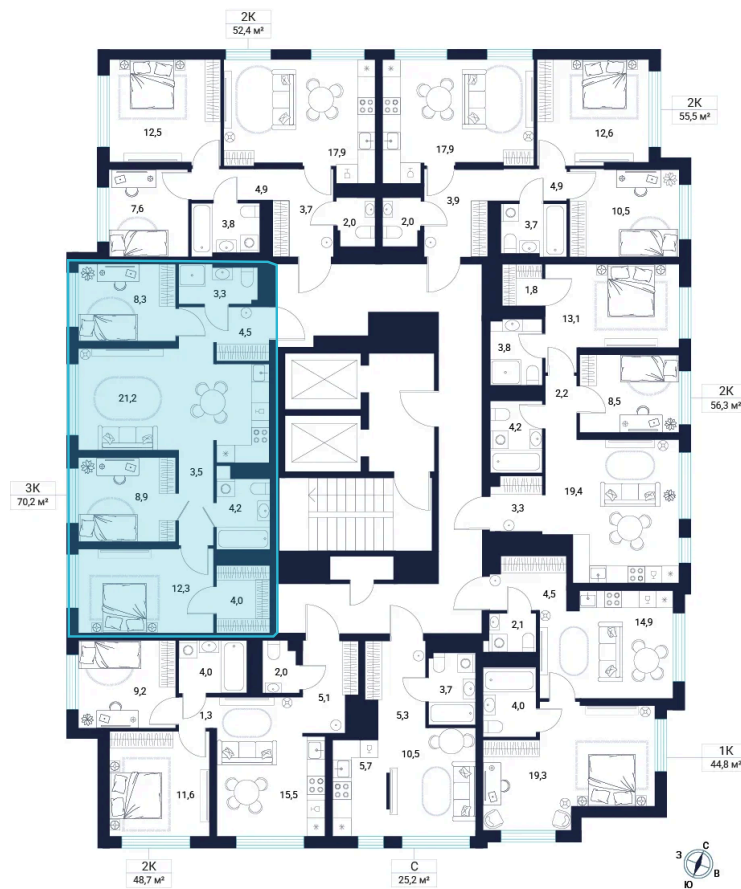 2К
52,4 м²
2К
55,5 м²
12,5
17,9
17,9
12,6
7,6
4,9
3,8
3,7
2,0
2,0
3,9
4,9
3,7
10,5
8,3
3,3
4,5
1,8
13,1
3,8
2,2
8,5
2К
56,3 м²
21,2
3,5
4,2
19,4
3К
70,2 м²
8,9
4,2
3,3
12,3
4,0
4,5
2,1
14,9
9,2
4,0
2,0
5,1
5,3
3,7
4,0
1,3
11,6
15,5
5,7
10,5
19,3
1К
44,8 м²
2К
48,7 м²
С
25,2 м²
С
З
В
Ю